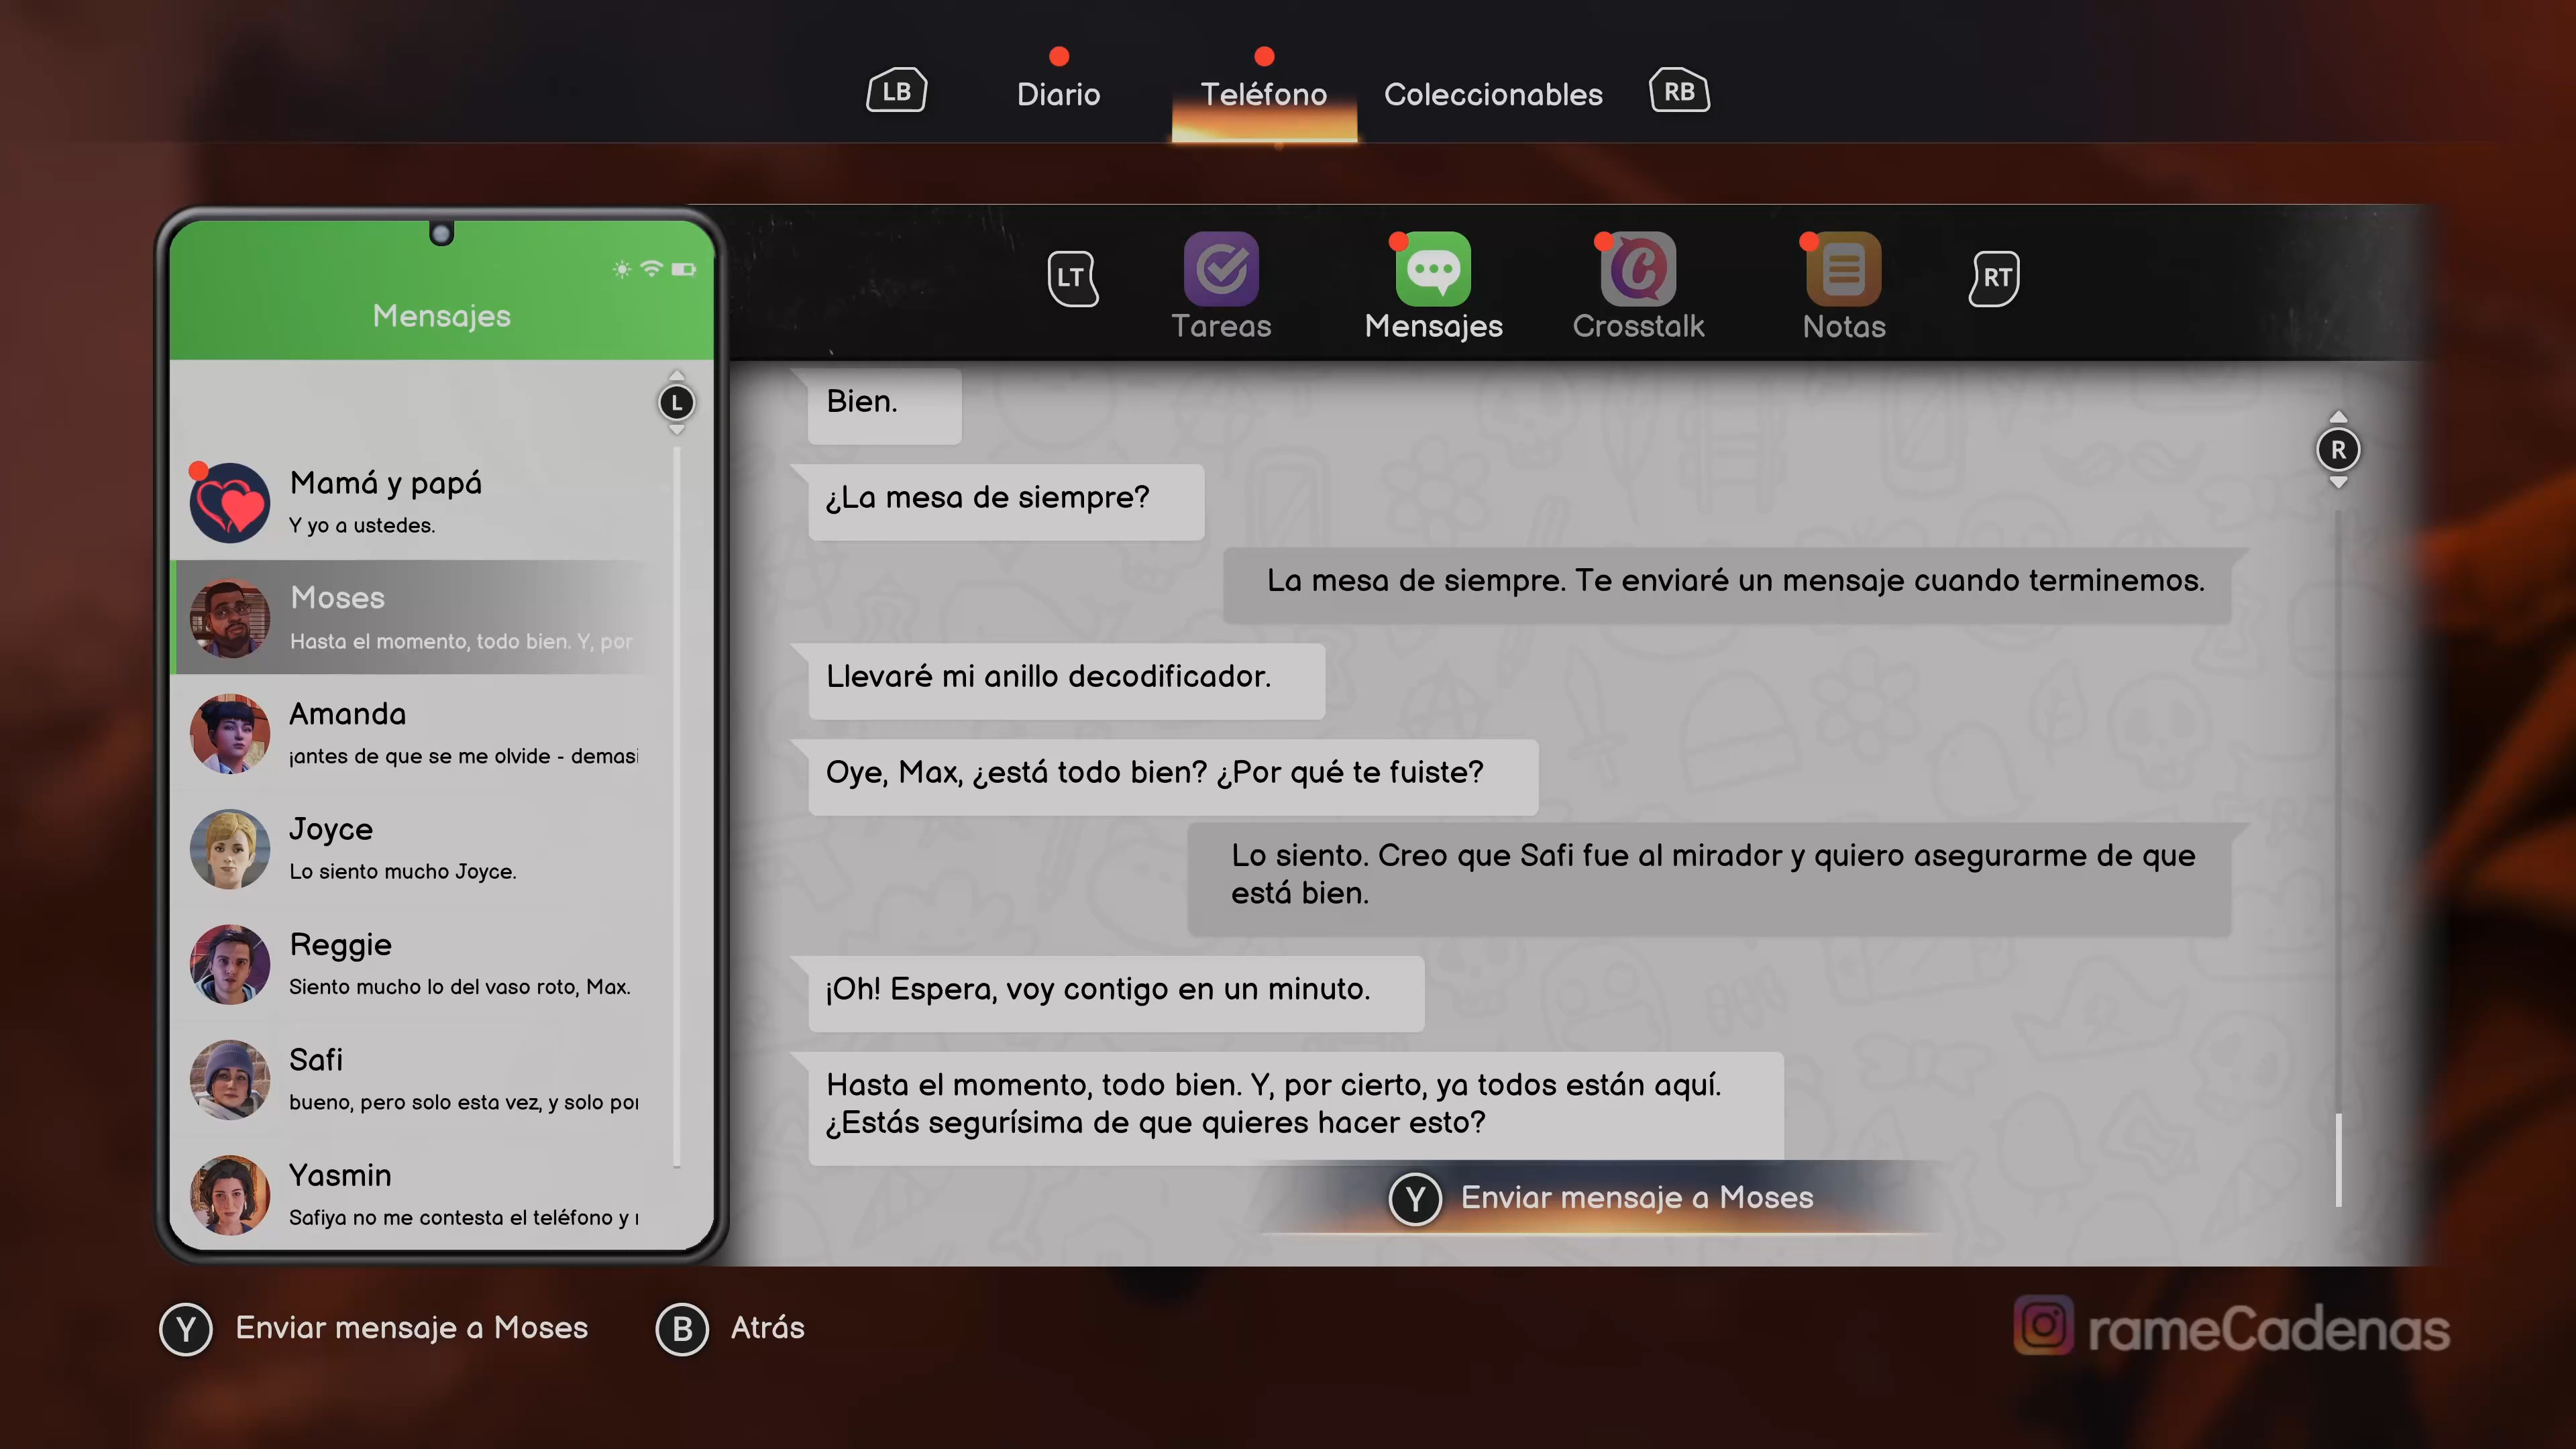 LB
Diario
Teléfono
Coleccionables
RB
Mensajes
LT
Tareas
Mensajes
Crosstalk
Notas
RT
L
Mamá y papá
Y yo a ustedes.
Moses
Hasta el momento, todo bien. Y, por
Amanda
¡antes de que se me olvide - demasi
Joyce
Lo siento mucho Joyce.
Reggie
Siento mucho lo del vaso roto, Max.
Safi
bueno, pero solo esta vez, y solo por
Yasmin
Safiya no me contesta el teléfono y
Bien.
R
¿La mesa de siempre?
La mesa de siempre. Te enviaré un mensaje cuando terminemos.
Llevaré mi anillo decodificador.
Oye, Max, ¿está todo bien? ¿Por qué te fuiste?
Lo siento. Creo que Safi fue al mirador y quiero asegurarme de que
está bien.
¡Oh! Espera, voy contigo en un minuto.
Hasta el momento, todo bien. Y, por cierto, ya todos están aquí.
¿Estás segurísima de que quieres hacer esto?
Y Enviar mensaje a Moses
Y Enviar mensaje a Moses
B Atrás
rameCadenas